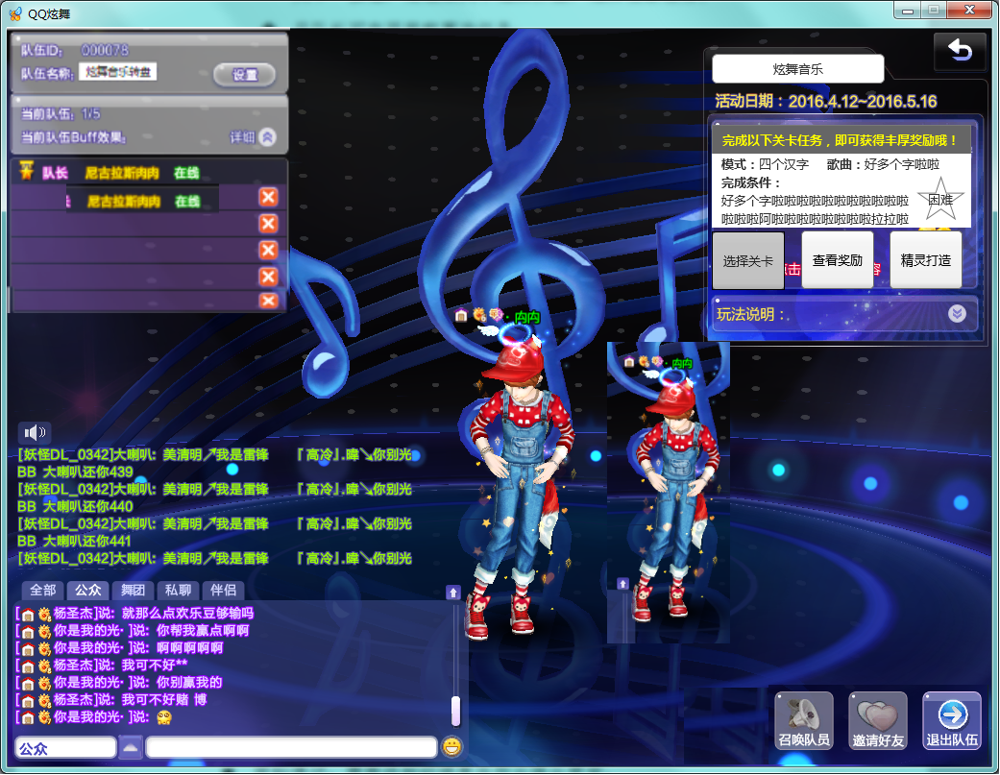 QQ炫舞
队伍ID: 000078
队伍名称: 炫舞音乐转盘
设置
当前队伍: 1/5
当前队伍Buff效果:
详细
队长 尼古拉斯肉肉 在线
尼古拉斯肉肉 在线
炫舞音乐
活动日期：2016.4.12~2016.5.16
完成以下关卡任务，即可获得丰厚奖励哦！
模式：四个汉字 歌曲：好多个字啦啦
完成条件：
好多个字啦啦啦啦啦啦啦啦啦啦啦
啦啦啦阿啦啦啦啦啦啦啦啦拉拉啦
困难
选择关卡
击
查看奖励
容
精灵打造
玩法说明：
肉肉
肉肉
[妖怪DL_0342]大喇叭: 美清明↗我是雷锋 『高冷』.暐↘你别光
BB 大喇叭还你439
[妖怪DL_0342]大喇叭: 美清明↗我是雷锋 『高冷』.暐↘你别光
BB 大喇叭还你440
[妖怪DL_0342]大喇叭: 美清明↗我是雷锋 『高冷』.暐↘你别光
BB 大喇叭还你441
[妖怪DL_0342]大喇叭: 美清明↗我是雷锋 『高冷』.暐↘你别光
全部 公众 舞团 私聊 伴侣
[杨圣杰]说: 就那么点欢乐豆够输吗
[你是我的光·]说: 你帮我赢点啊啊
[你是我的光·]说: 啊啊啊啊啊
[杨圣杰]说: 我可不好**
[你是我的光·]说: 你别赢我的
[杨圣杰]说: 我可不好赌 博
[你是我的光·]说:
公众
召唤队员
邀请好友
退出队伍